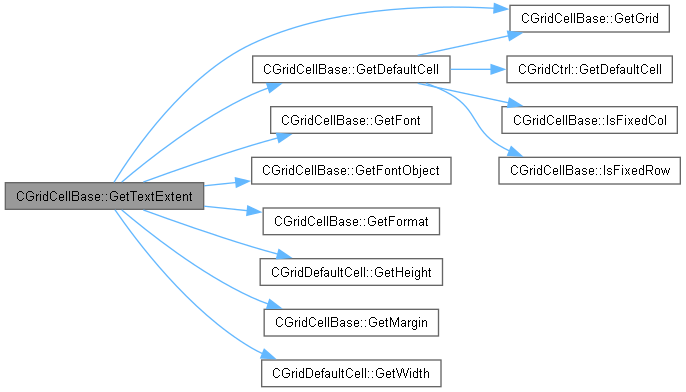 CGridCellBase::GetGrid
CGridCellBase::GetDefaultCell
CGridCtrl::GetDefaultCell
CGridCellBase::GetFont
CGridCellBase::IsFixedCol
CGridCellBase::GetFontObject
CGridCellBase::IsFixedRow
CGridCellBase::GetTextExtent
CGridCellBase::GetFormat
CGridDefaultCell::GetHeight
CGridCellBase::GetMargin
CGridDefaultCell::GetWidth